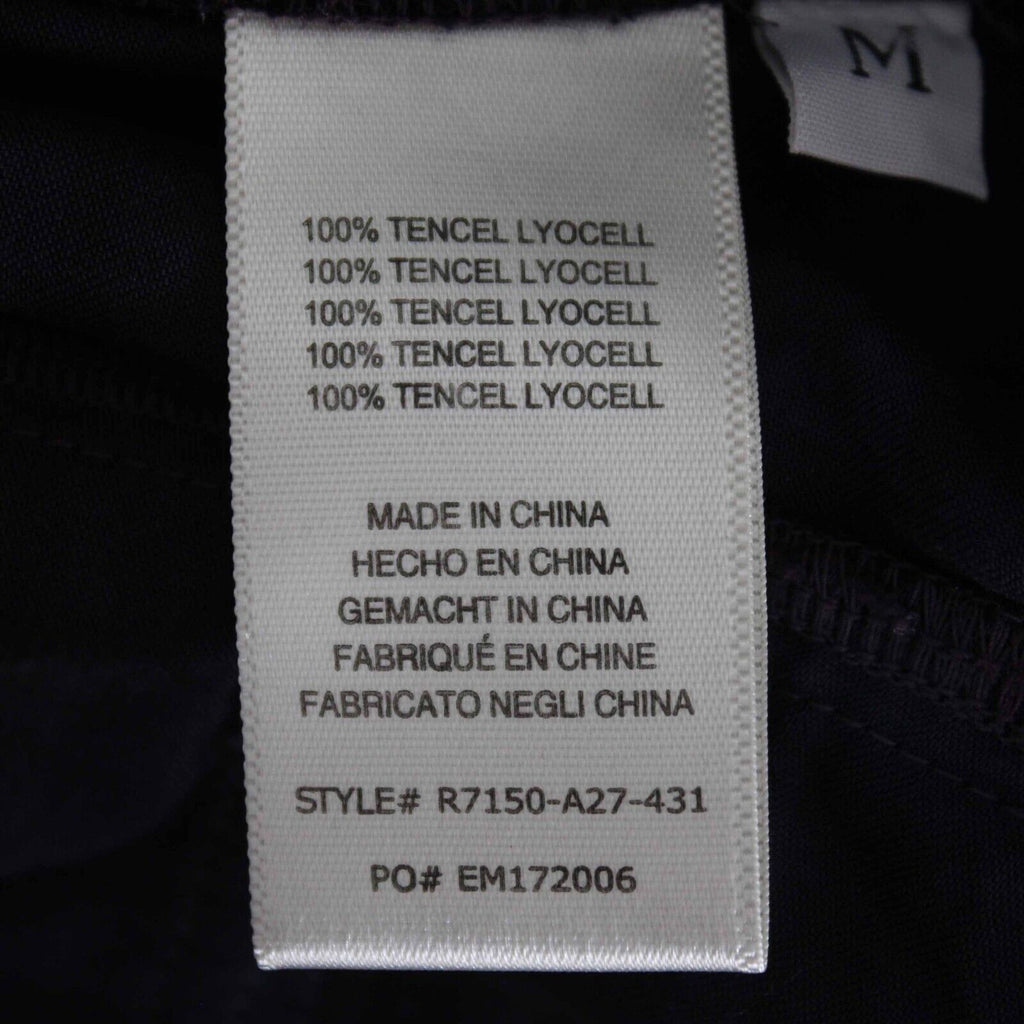 M
100% TENCEL LYOCELL
100% TENCEL LYOCELL
100% TENCEL LYOCELL
100% TENCEL LYOCELL
100% TENCEL LYOCELL
MADE IN CHINA
HECHO EN CHINA
GEMACHT IN CHINA
FABRIQUÉ EN CHINE
FABRICATO NEGLI CHINA
STYLE# R7150-A27-431
PO# EM172006